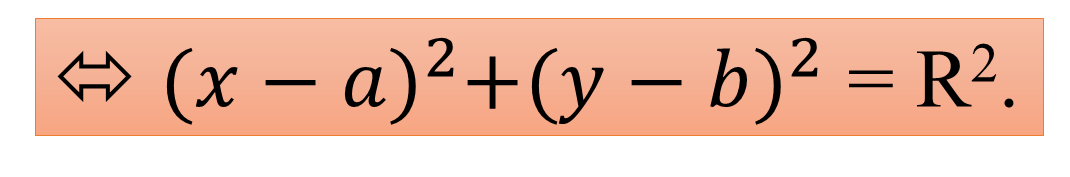 ⇔ (x − a)²+(y − b)² = R².